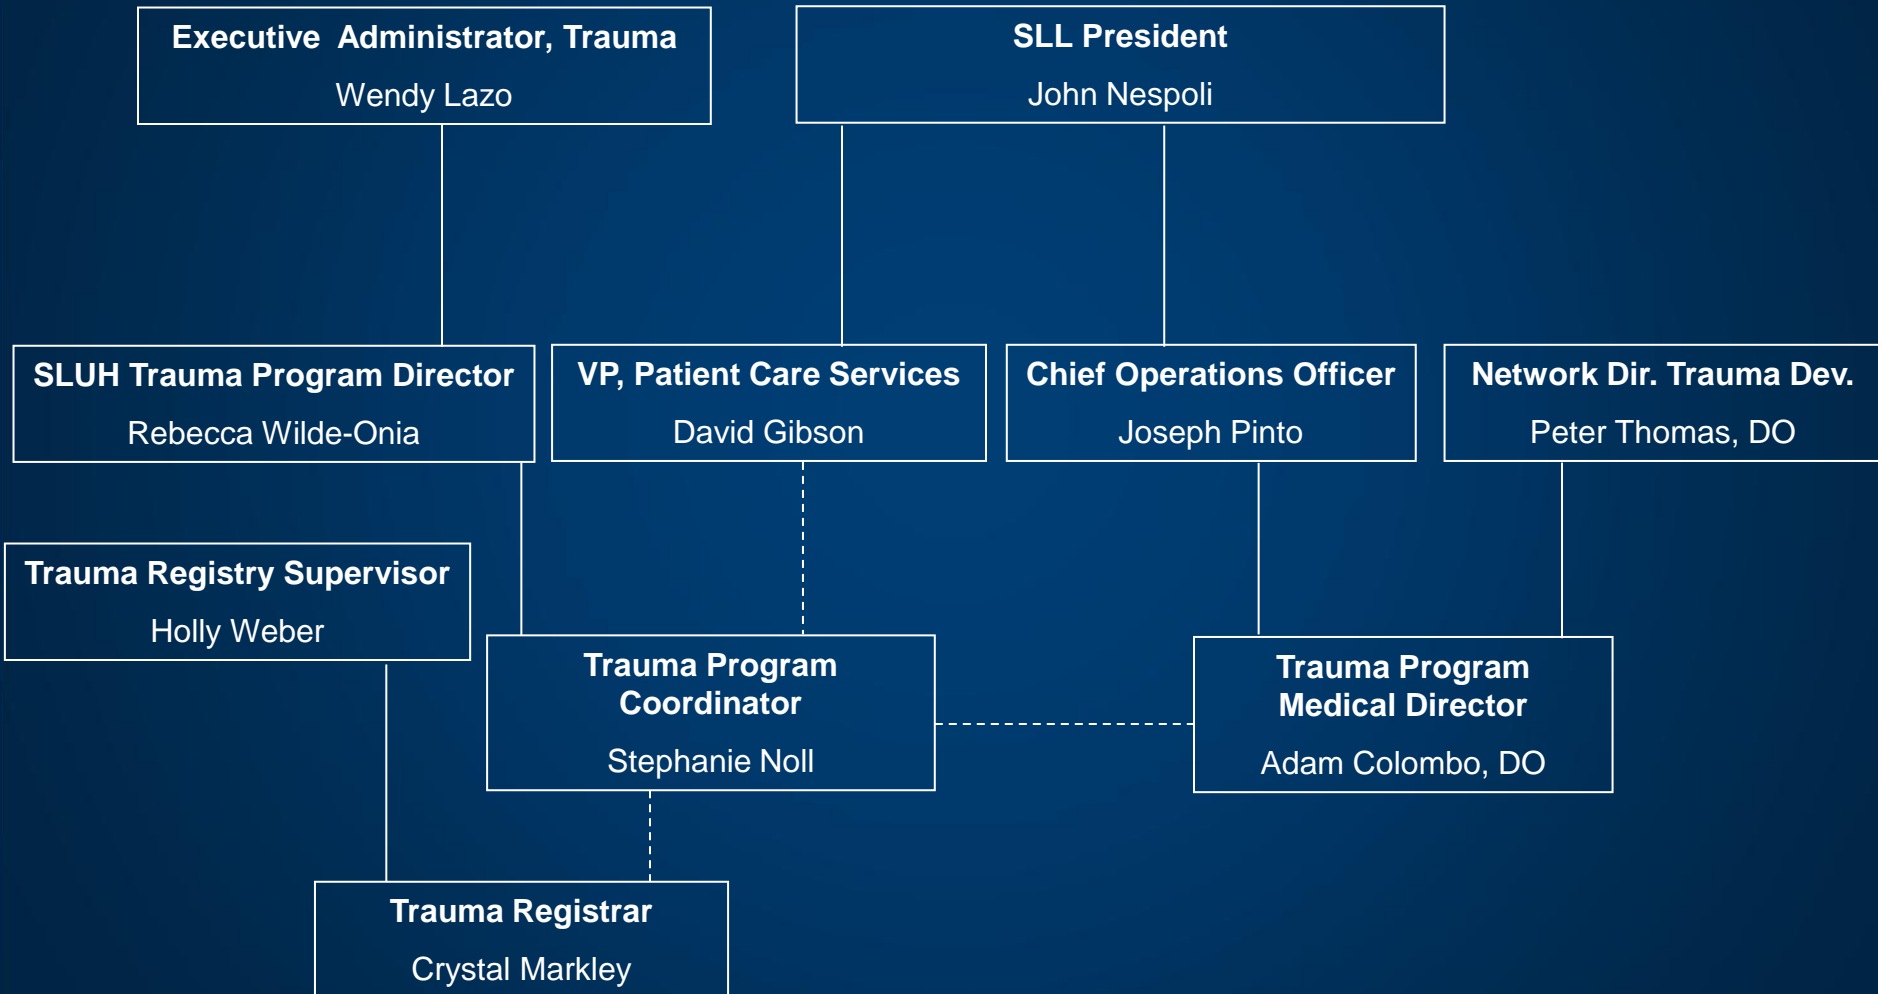 Executive  Administrator, Trauma
Wendy Lazo
SLL President
John Nespoli
SLUH Trauma Program Director
Rebecca Wilde-Onia
VP, Patient Care Services
David Gibson
Chief Operations Officer
Joseph Pinto
Network Dir. Trauma Dev.
Peter Thomas, DO
Trauma Registry Supervisor
Holly Weber
Trauma Program
Coordinator
Stephanie Noll
Trauma Program
Medical Director
Adam Colombo, DO
Trauma Registrar
Crystal Markley